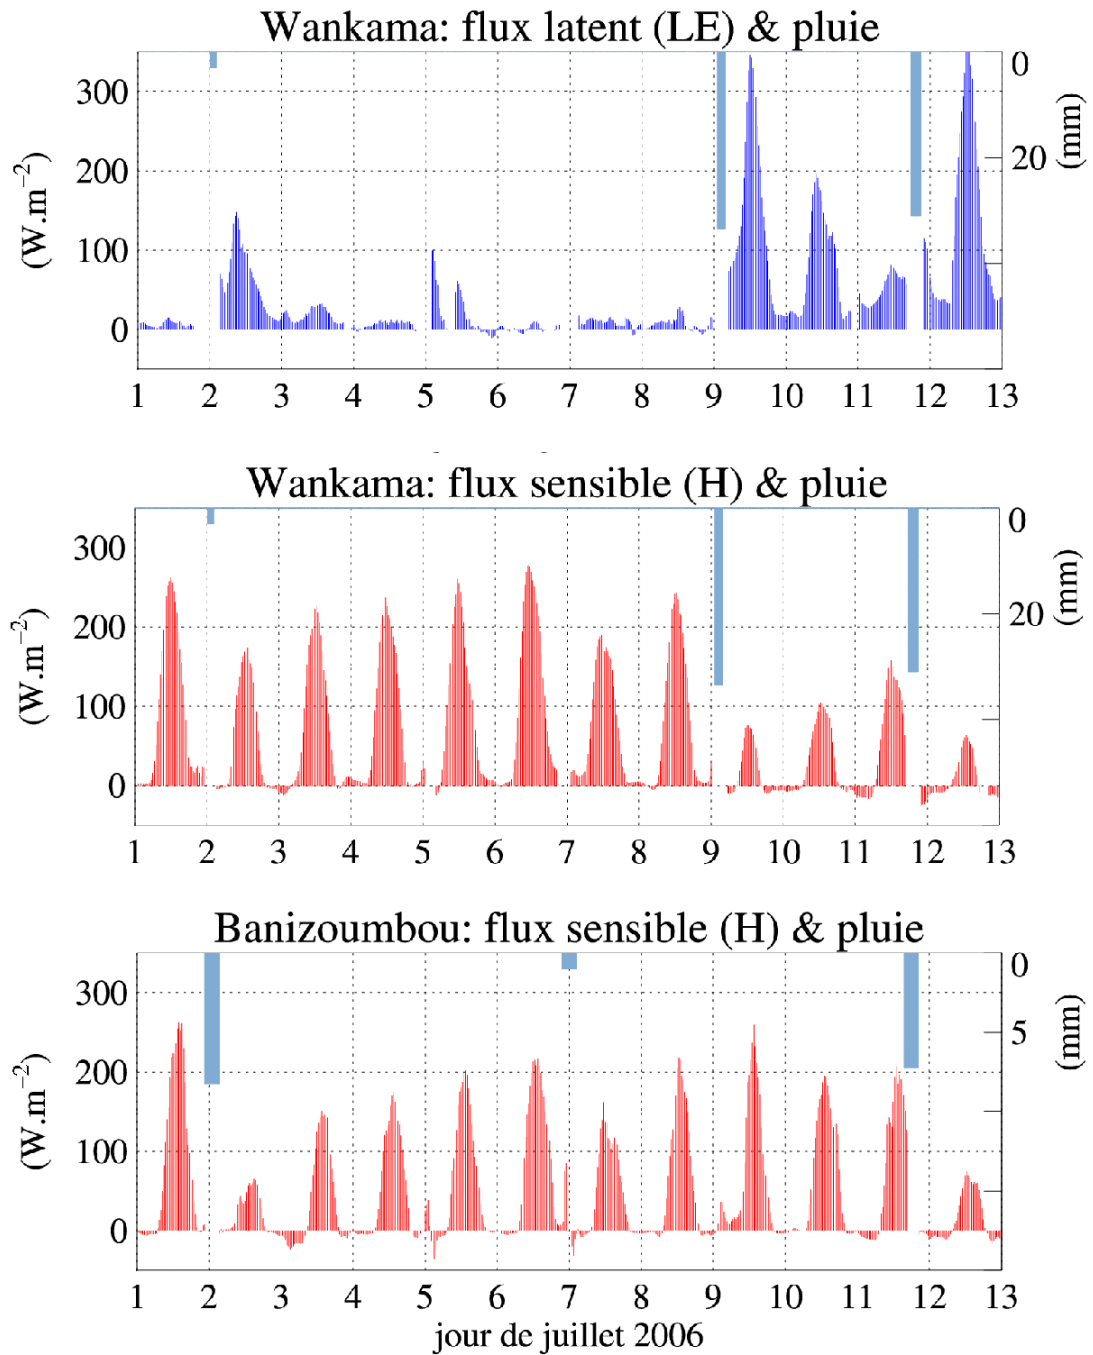 Wankama: flux latent (LE) & pluie
300
200
100
0
(W.m−2)
0
20
(mm)
1 2 3 4 5 6 7 8 9 10 11 12 13
Wankama: flux sensible (H) & pluie
300
200
100
0
(W.m−2)
0
20
(mm)
1 2 3 4 5 6 7 8 9 10 11 12 13
Banizoumbou: flux sensible (H) & pluie
300
200
100
0
(W.m−2)
0
5
(mm)
1 2 3 4 5 6 7 8 9 10 11 12 13
jour de juillet 2006